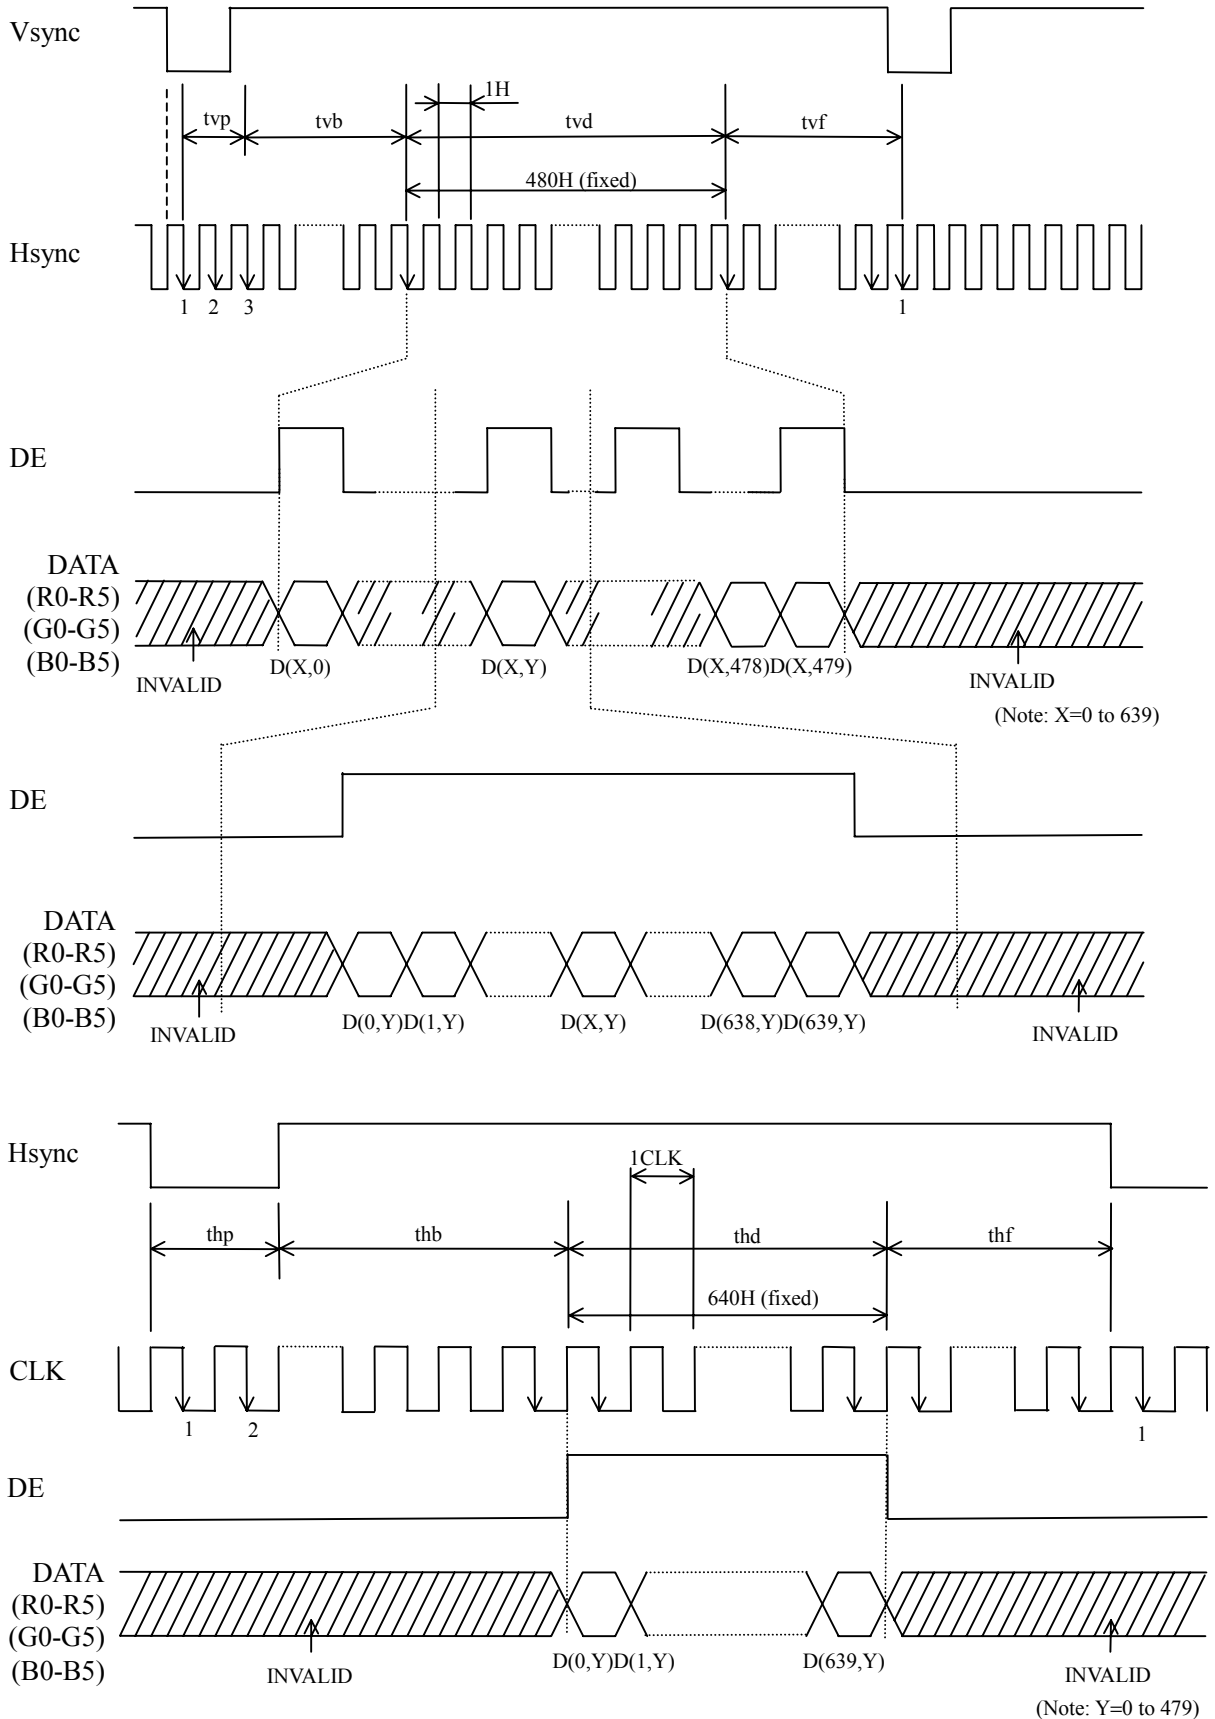 Vsync
1H
tvp tvb tvd tvf
480H (fixed)
Hsync
1 2 3 1
DE
DATA
(R0-R5)
(G0-G5)
(B0-B5)
D(X,0) D(X,Y) D(X,478)D(X,479)
INVALID INVALID
(Note: X=0 to 639)
DE
DATA
(R0-R5)
(G0-G5)
(B0-B5)
D(0,Y)D(1,Y) D(X,Y) D(638,Y)D(639,Y)
INVALID INVALID
Hsync
1CLK
thp thb thd thf
640H (fixed)
CLK
1 2 1
DE
DATA
(R0-R5)
(G0-G5)
(B0-B5)
D(0,Y)D(1,Y) D(639,Y)
INVALID INVALID
(Note: Y=0 to 479)